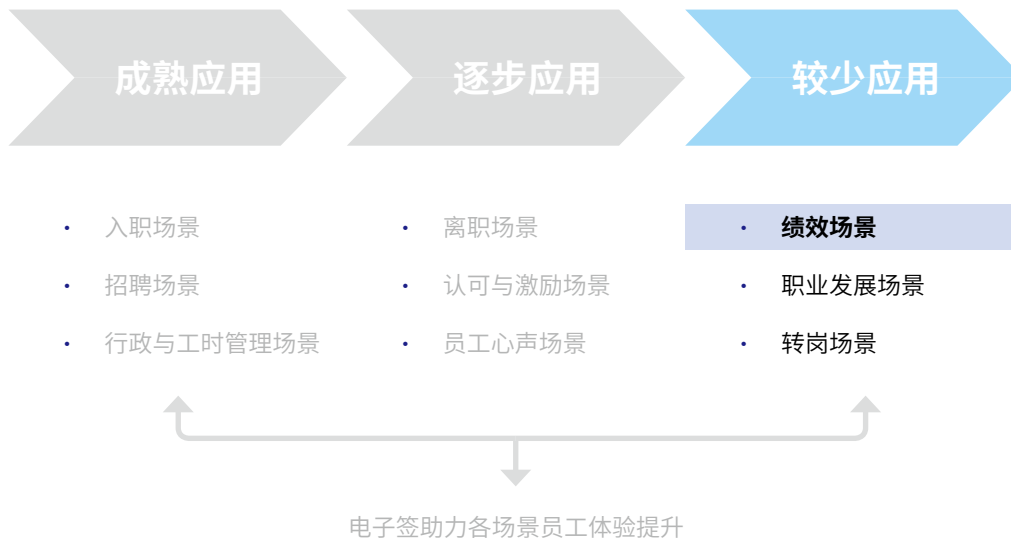 成熟应用
逐步应用
较少应用
· 入职场景
· 招聘场景
· 行政与工时管理场景
· 离职场景
· 认可与激励场景
· 员工心声场景
· 绩效场景
· 职业发展场景
· 转岗场景
电子签助力各场景员工体验提升